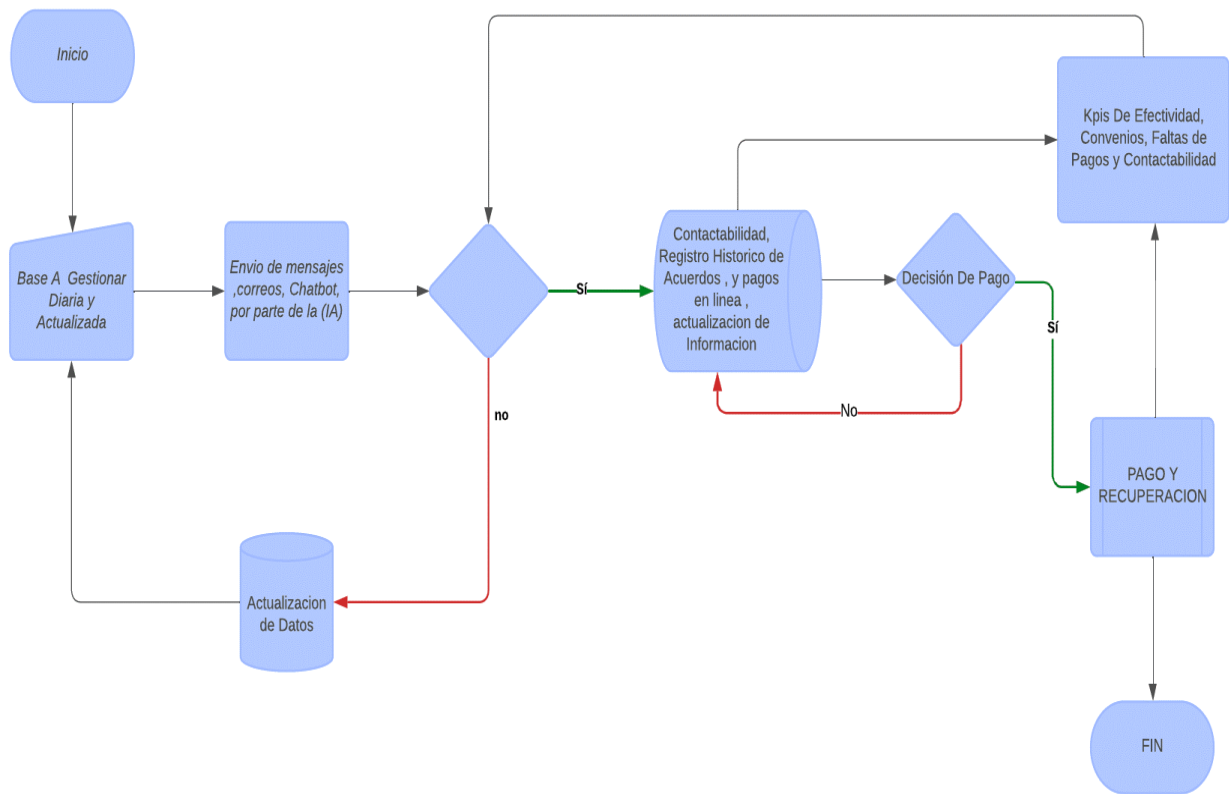 Inicio
Base A  Gestionar
Diaria y
Actualizada
Envio de mensajes
,correos, Chatbot,
por parte de la (IA)
Sí
no
Actualizacion
de Datos
Contactabilidad,
Registro Historico de
Acuerdos , y pagos
en linea ,
actualizacion de
Informacion
Decisión De Pago
No
Sí
Kpis De Efectividad,
Convenios, Faltas de
Pagos y Contactabilidad
PAGO Y
RECUPERACION
FIN